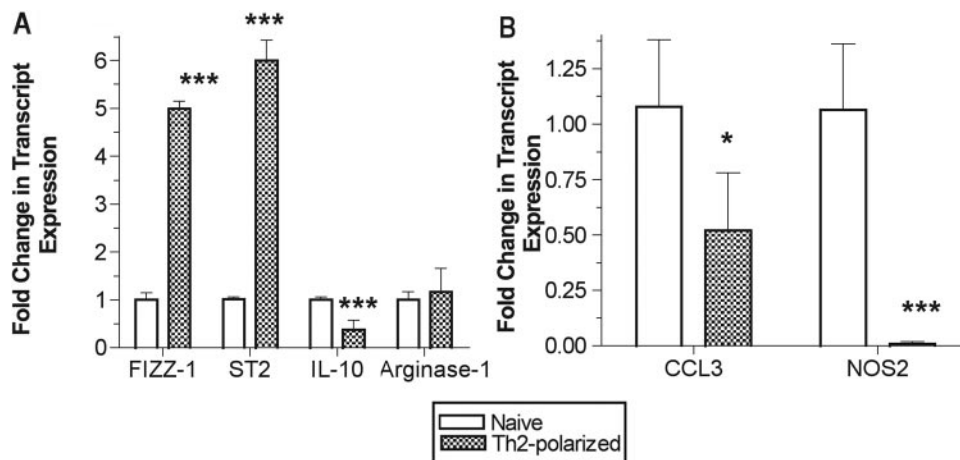 A
Fold Change in Transcript
Expression
6
5
4
3
2
1
0
***
***
***
FIZZ-1 ST2 IL-10 Arginase-1
B
Fold Change in Transcript
Expression
1.25
1.00
0.75
0.50
0.25
0.00
*
***
CCL3 NOS2
Naive
Th2-polarized